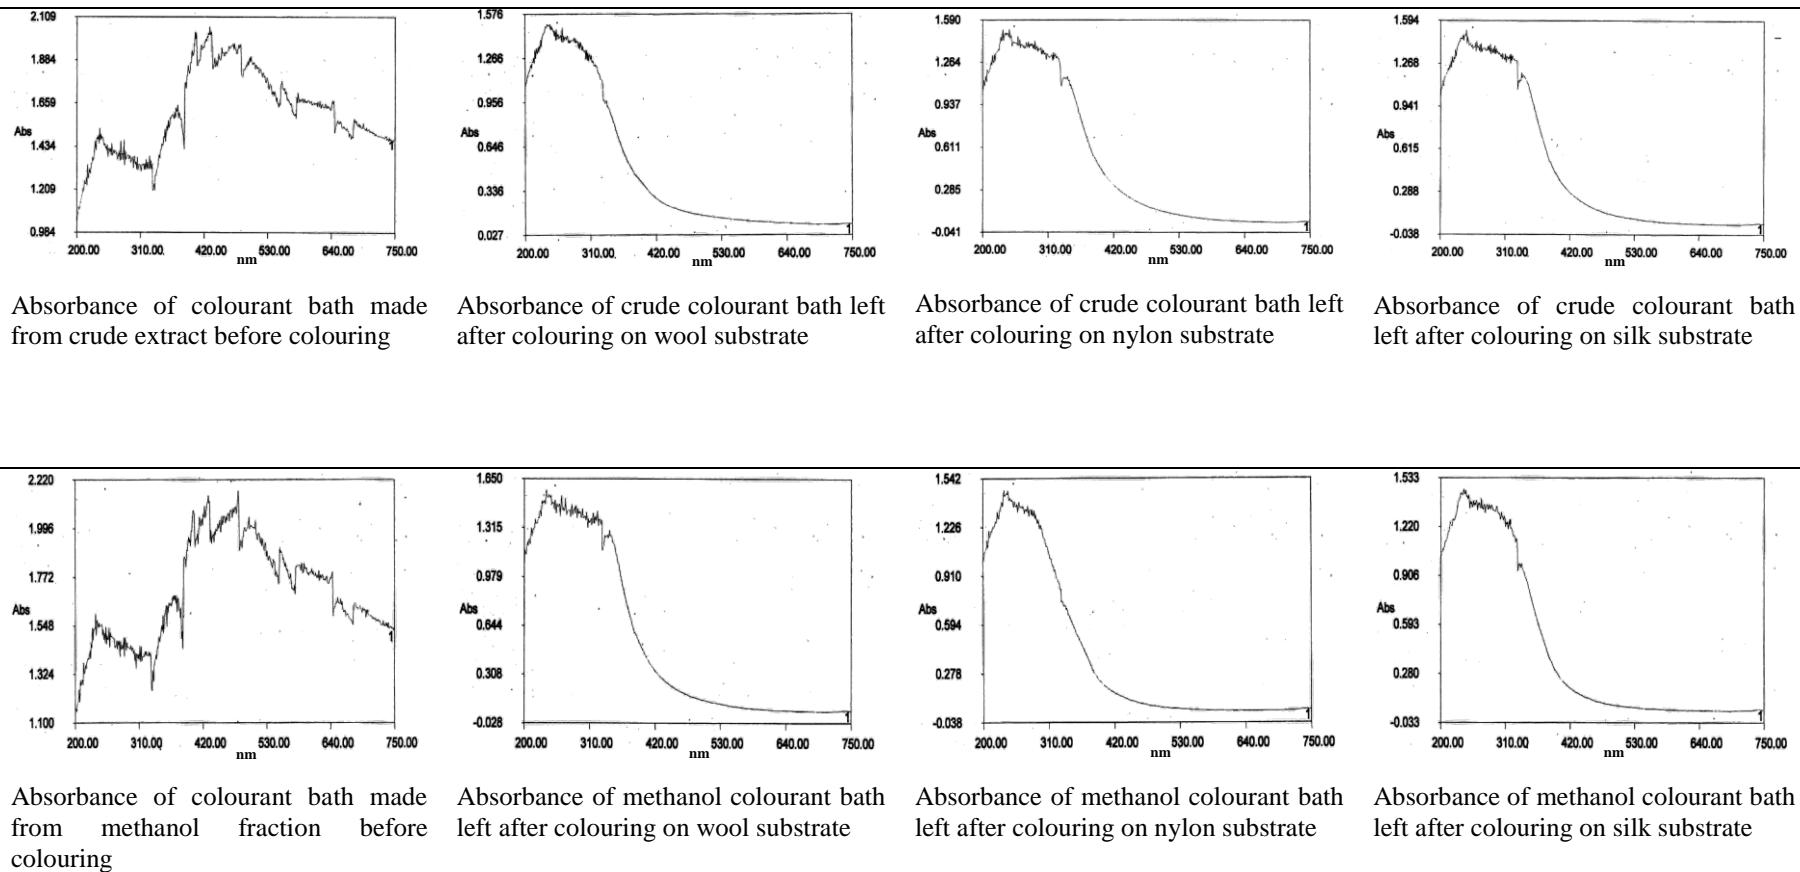 2.109
1.884
1.659
Abs
1.434
1.209
0.984
200.00 310.00 420.00 530.00 640.00 750.00
nm
1
Absorbance of colourant bath made
from crude extract before colouring
1.576
1.266
0.956
Abs
0.646
0.336
0.027
200.00 310.00 420.00 530.00 640.00 750.00
nm
1
Absorbance of crude colourant bath left
after colouring on wool substrate
1.590
1.264
0.937
Abs
0.611
0.285
-0.041
200.00 310.00 420.00 530.00 640.00 750.00
nm
1
Absorbance of crude colourant bath left
after colouring on nylon substrate
1.594
1.268
0.941
Abs
0.615
0.288
-0.038
200.00 310.00 420.00 530.00 640.00 750.00
nm
1
Absorbance of crude colourant bath
left after colouring on silk substrate
2.220
1.996
1.772
Abs
1.548
1.324
1.100
200.00 310.00 420.00 530.00 640.00 750.00
nm
1
Absorbance of colourant bath made
from methanol fraction before
colouring
1.650
1.315
0.979
Abs
0.644
0.308
-0.028
200.00 310.00 420.00 530.00 640.00 750.00
nm
1
Absorbance of methanol colourant bath
left after colouring on wool substrate
1.542
1.226
0.910
Abs
0.594
0.278
-0.038
200.00 310.00 420.00 530.00 640.00 750.00
nm
1
Absorbance of methanol colourant bath
left after colouring on nylon substrate
1.533
1.220
0.906
Abs
0.593
0.280
-0.033
200.00 310.00 420.00 530.00 640.00 750.00
nm
1
Absorbance of methanol colourant bath
left after colouring on silk substrate